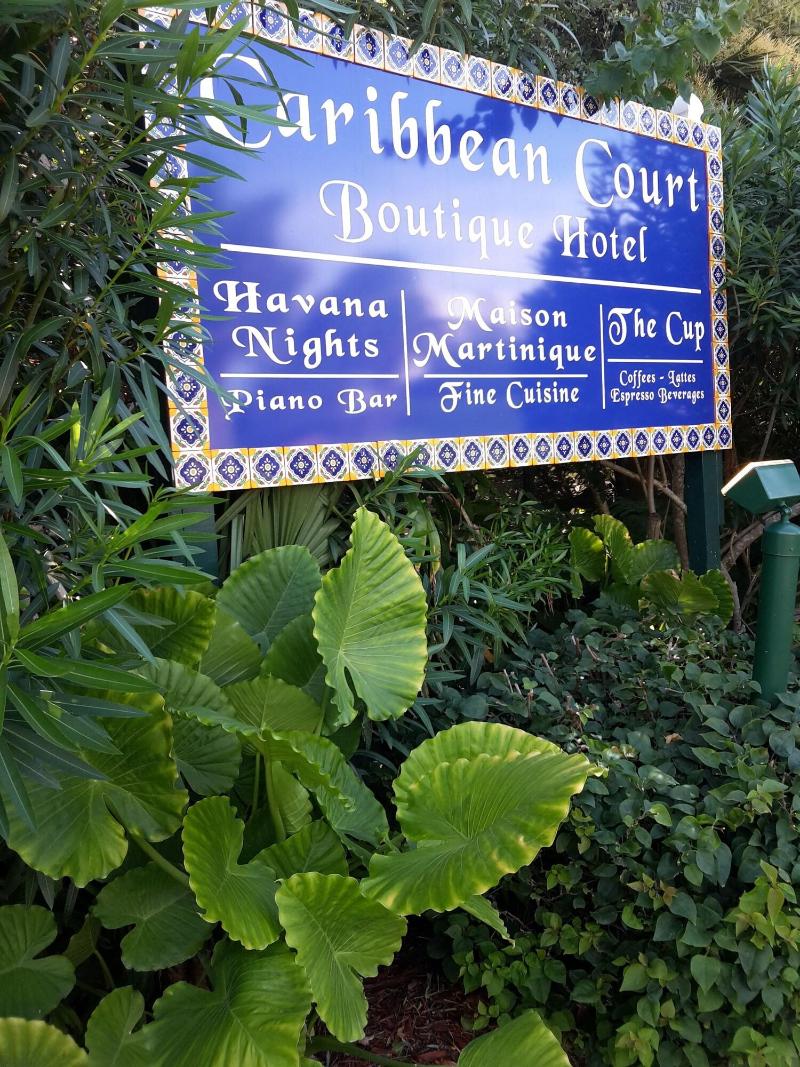 Caribbean Court
Boutique Hotel
Havana
Nights
Piano Bar
Maison
Martinique
Fine Cuisine
The Cup
Coffees - Lattes
Espresso Beverages